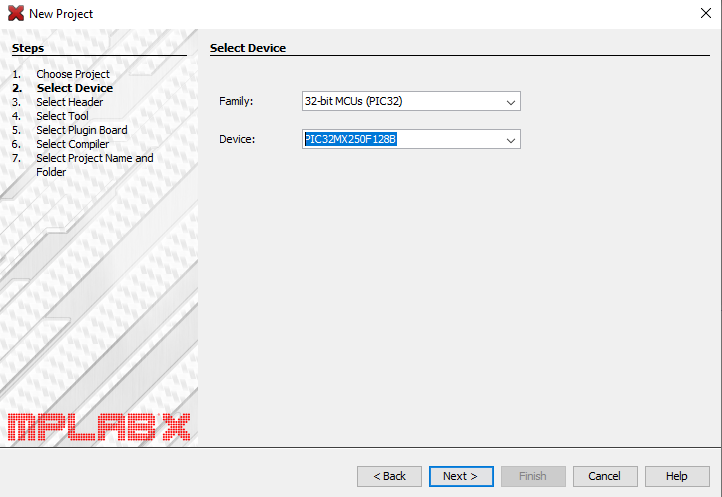 New Project
Steps
1. Choose Project
2. Select Device
3. Select Header
4. Select Tool
5. Select Plugin Board
6. Select Compiler
7. Select Project Name and
Folder
Select Device
Family: 32-bit MCUs (PIC32)
Device: PIC32MX250F128B
MPLAB X
< Back Next > Finish Cancel Help